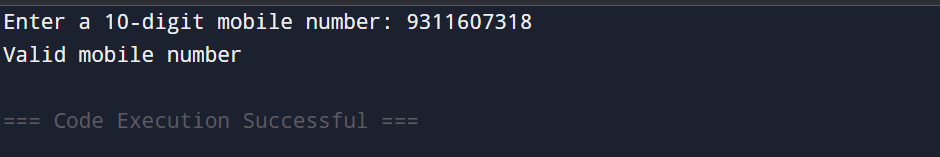 Enter a 10-digit mobile number: 9311607318
Valid mobile number
=== Code Execution Successful ===